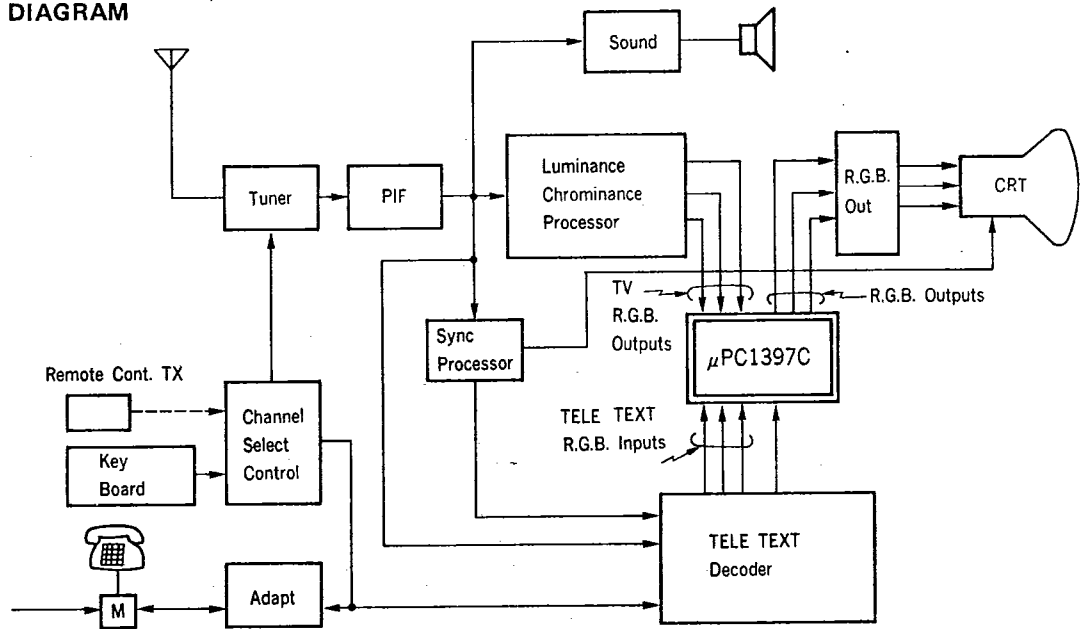 DIAGRAM
Sound
Tuner
PIF
Luminance
Chrominance
Processor
R.G.B.
Out
CRT
TV
R.G.B.
Outputs
R.G.B. Outputs
Sync
Processor
μPC1397C
Remote Cont. TX
Channel
Select
Control
Key
Board
TELE TEXT
R.G.B. Inputs
TELE TEXT
Decoder
M
Adapt